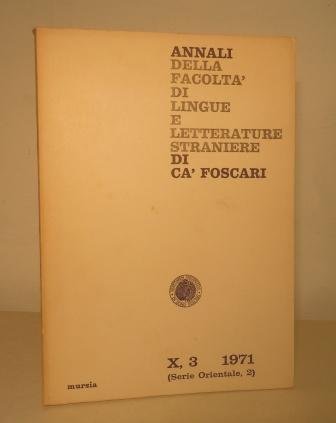 ANNALI
DELLA
FACOLTA'
DI
LINGUE
E
LETTERATURE
STRANIERE
DI
CA' FOSCARI
X, 3 1971
(Serie Orientale, 2)
mursia